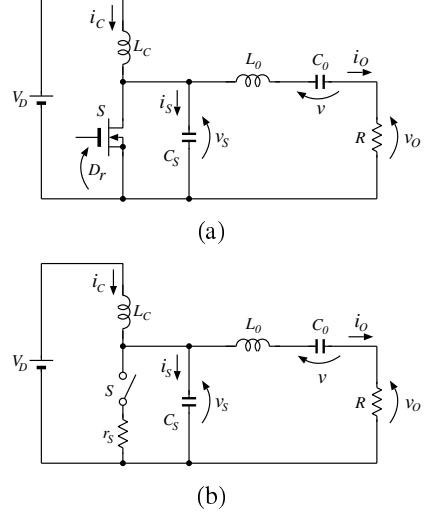 i_C
L_C
L_0
C_0
i_O
V_D
S
i_S
v_S
v
R
v_O
C_S
D_r
(a)
i_C
L_C
L_0
C_0
i_O
V_D
S
i_S
v_S
v
R
v_O
r_S
C_S
(b)